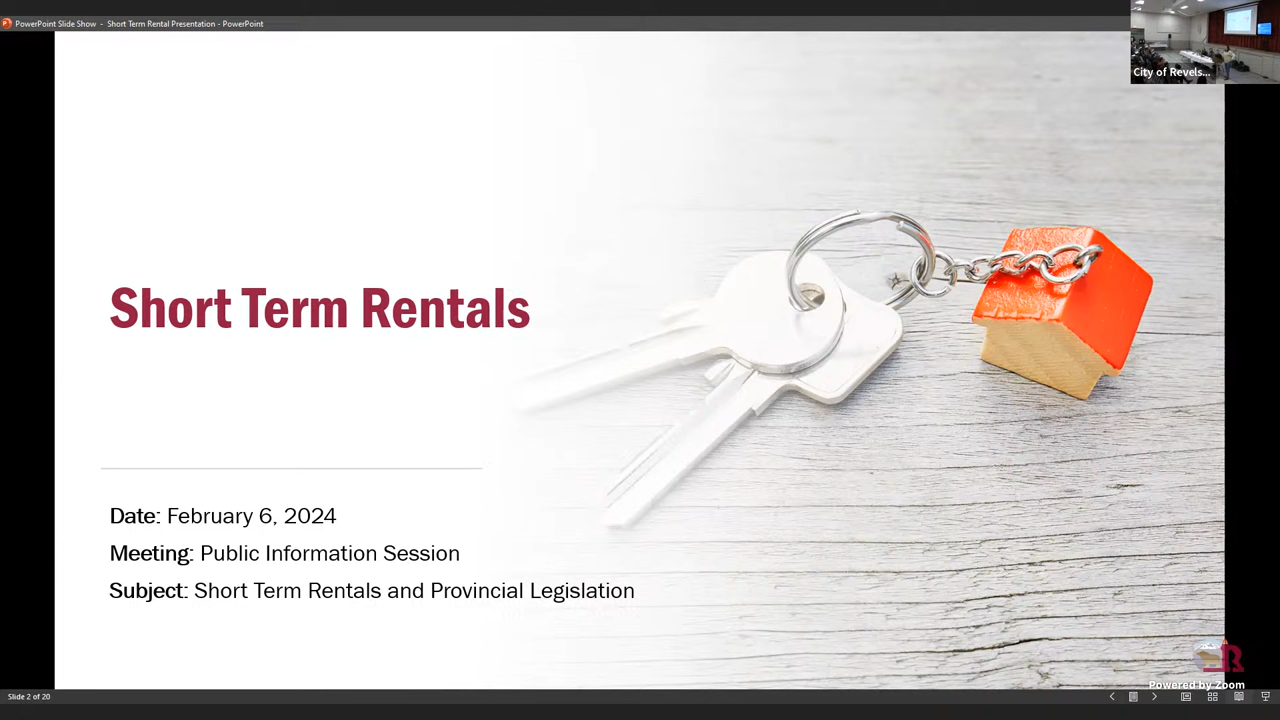 PowerPoint Slide Show - Short Term Rental Presentation - PowerPoint
City of Revels...
Short Term Rentals
Date: February 6, 2024
Meeting: Public Information Session
Subject: Short Term Rentals and Provincial Legislation
R
Powered by Zoom
Slide 2 of 20